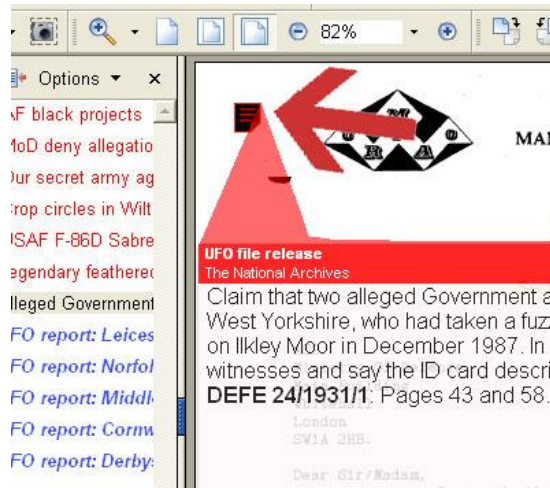 82%
Options
AF black projects
MoD deny allegatio
Our secret army ag
Crop circles in Wilt
USAF F-86D Sabre
egendary feathered
lleged Government
FO report: Leices
FO report: Norfol
FO report: Middl
FO report: Cornw
FO report: Derby
M
U
R
A
O
MAN
UFO file release
The National Archives
Claim that two alleged Government a
West Yorkshire, who had taken a fuz
on Ilkley Moor in December 1987. In
witnesses and say the ID card descri
DEFE 24/1931/1: Pages 43 and 58.
London
SW1A 2HB.
Dear Sir/Madam,